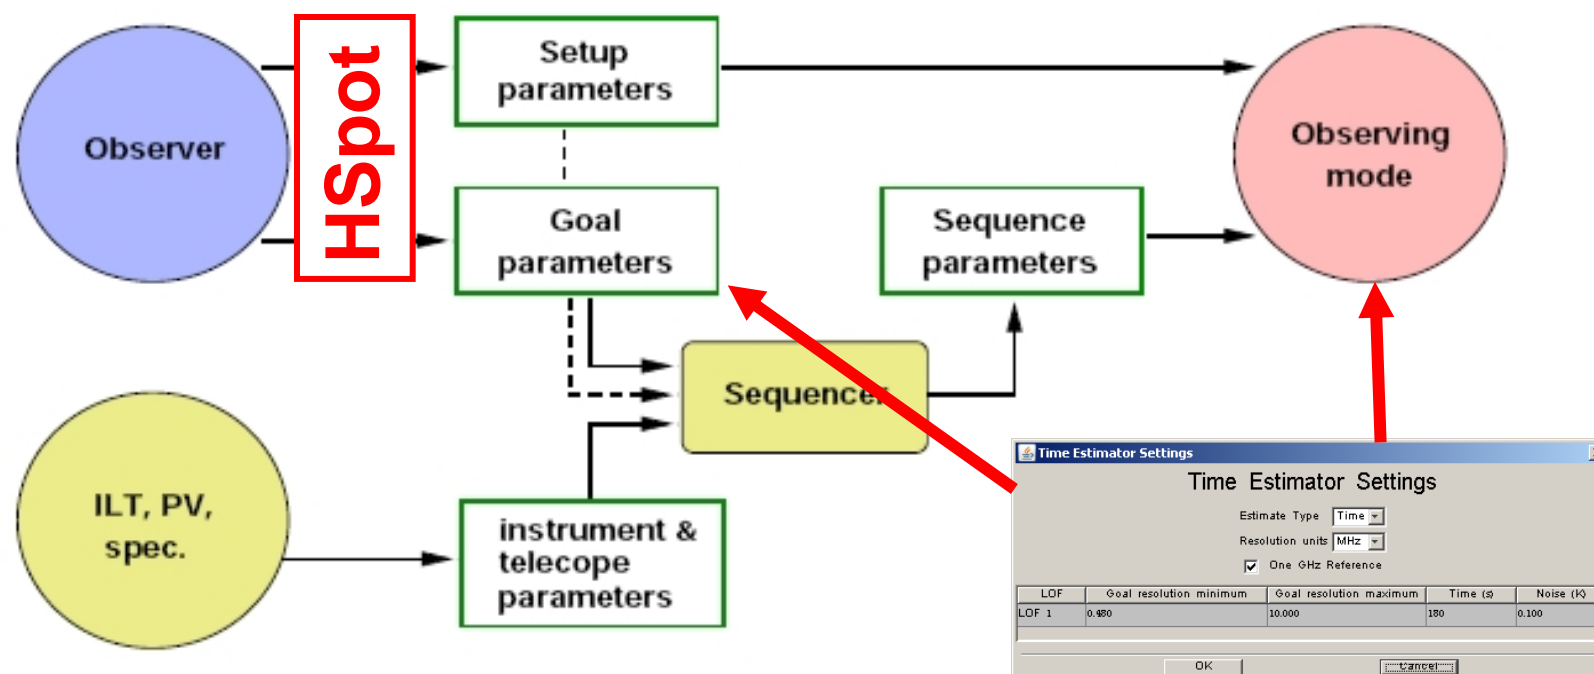 Observer
HSpot
Setup
parameters
Goal
parameters
Sequence
parameters
Observing
mode
Sequencer
ILT, PV,
spec.
instrument &
telecope
parameters
Time Estimator Settings
Time Estimator Settings
Estimate Type Time
Resolution units MHz
One GHz Reference
LOF Goal resolution minimum Goal resolution maximum Time (s) Noise (K)
LOF 1 0.480 10.000 180 0.100
OK Cancel